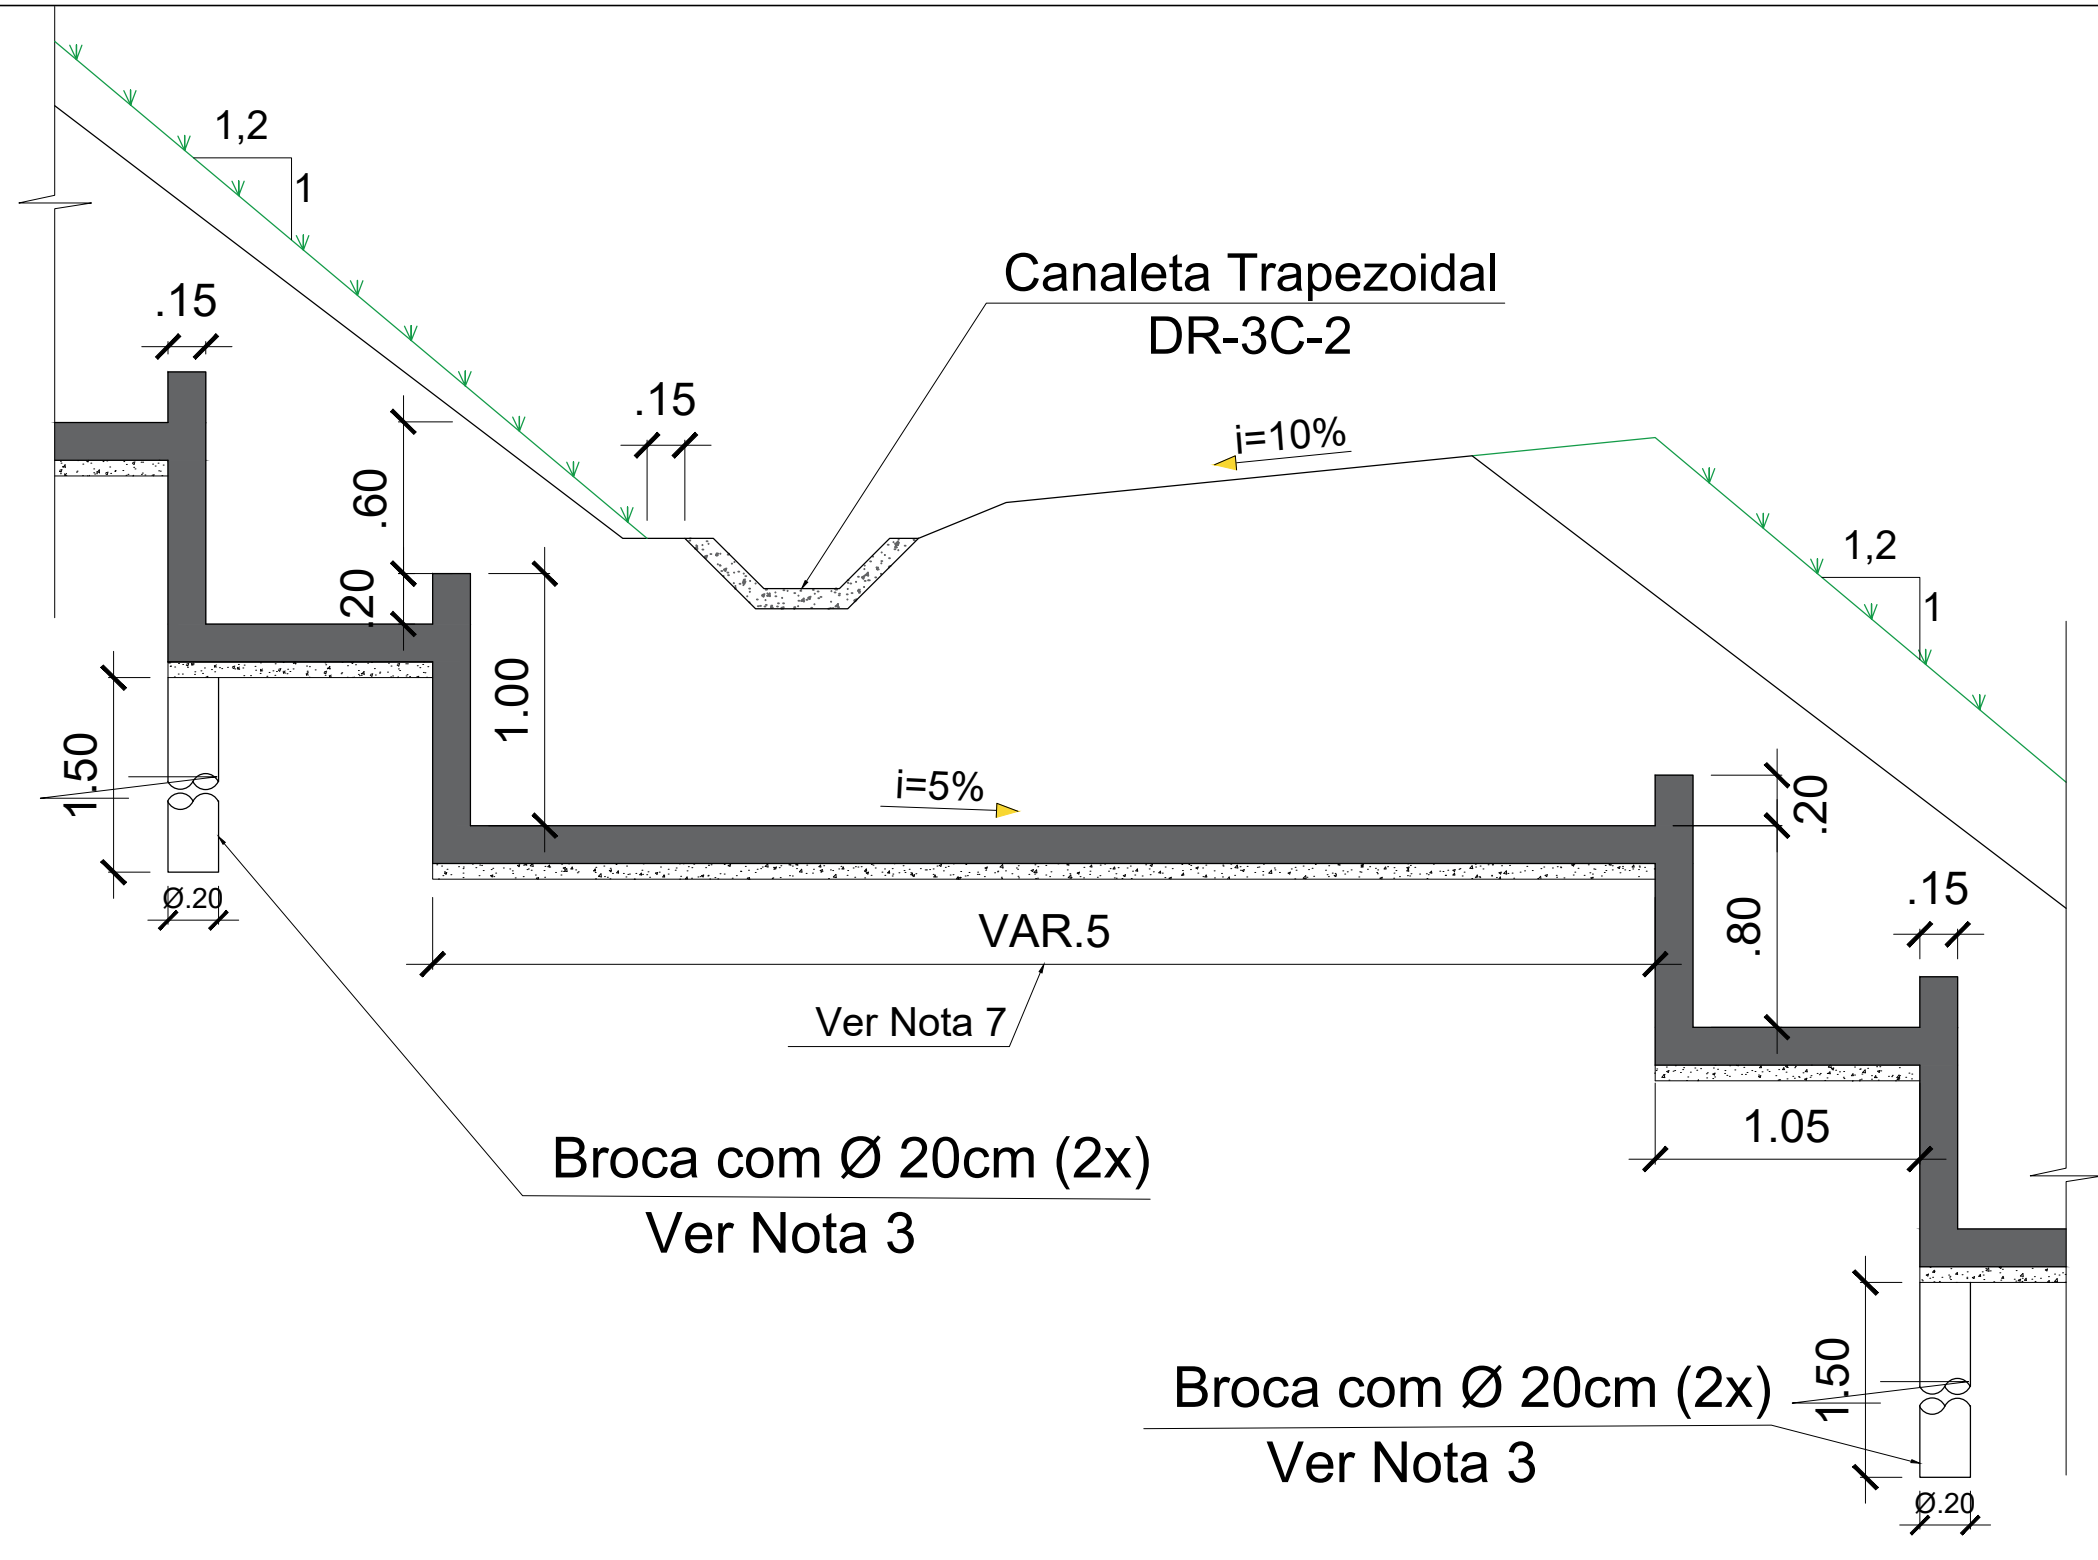 1,2
1
Canaleta Trapezoidal
DR-3C-2
.15
.15
i=10%
.60
.20
1,2
1
1.00
1.50
i=5%
.20
Ø.20
VAR.5
.80
.15
Ver Nota 7
1.05
Broca com Ø 20cm (2x)
Ver Nota 3
Broca com Ø 20cm (2x)
Ver Nota 3
1.50
Ø.20